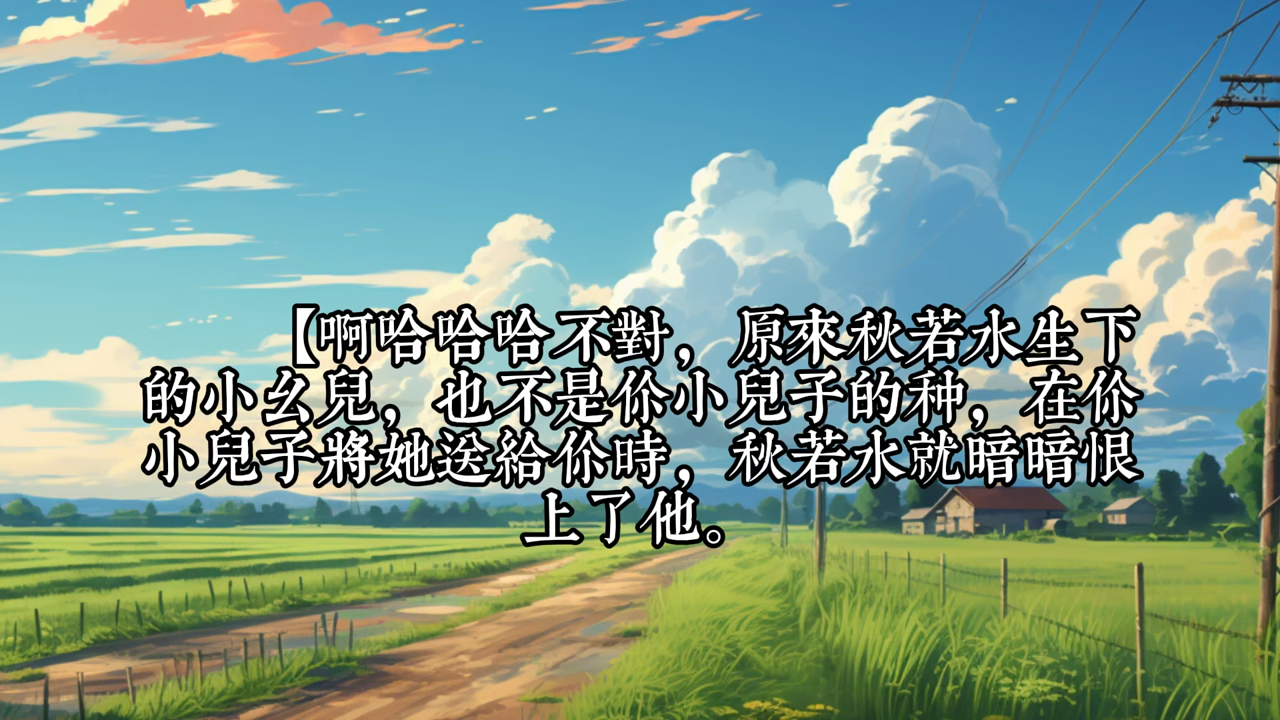 【啊哈哈哈不對，原來秋若水生下
的小幺兒，也不是你小兒子的种，在你
小兒子將她送給你時，秋若水就暗暗恨
上了他。